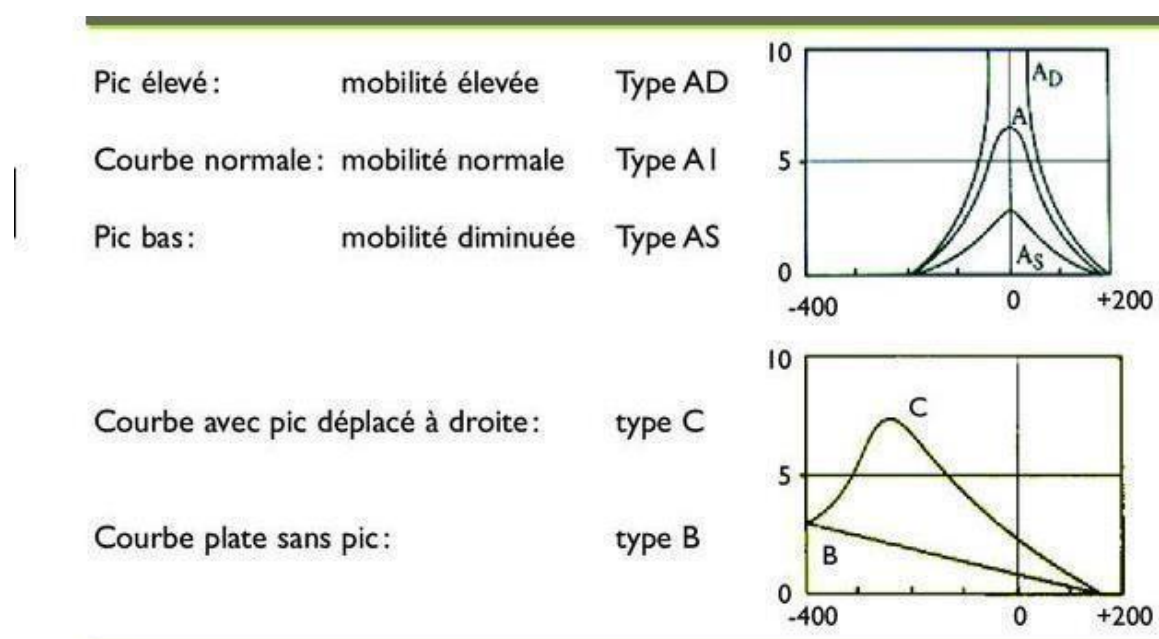 Pic élevé : mobilité élevée Type AD
Courbe normale : mobilité normale Type A1
Pic bas : mobilité diminuée Type AS
10
5
0
-400 0 +200
A_D
A
A_S
Courbe avec pic déplacé à droite : type C
Courbe plate sans pic : type B
10
5
0
-400 0 +200
C
B